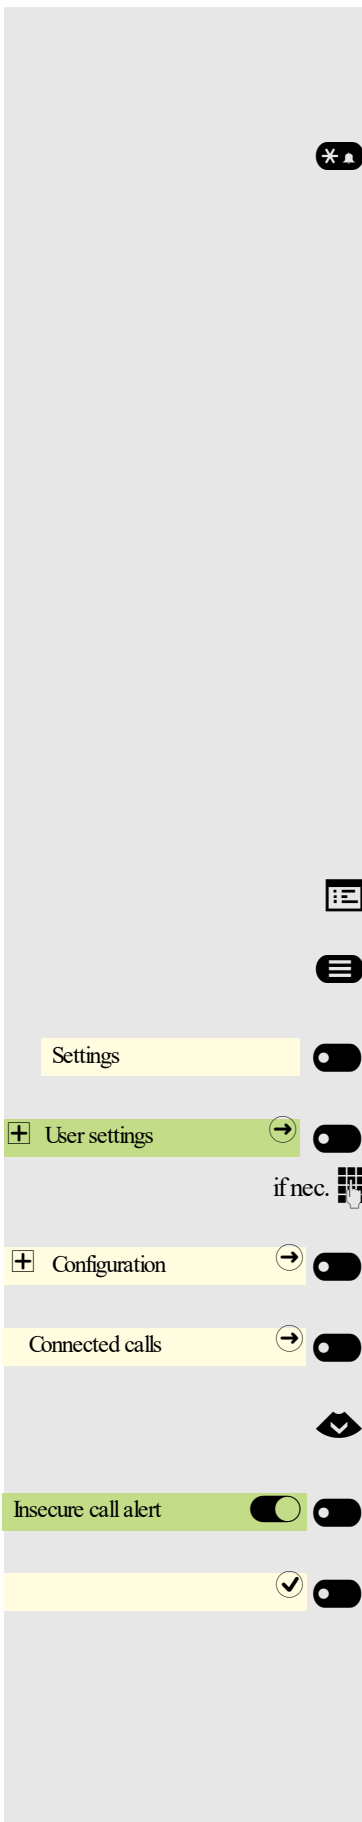 Settings
User settings
if nec.
Configuration
Connected calls
Insecure call alert